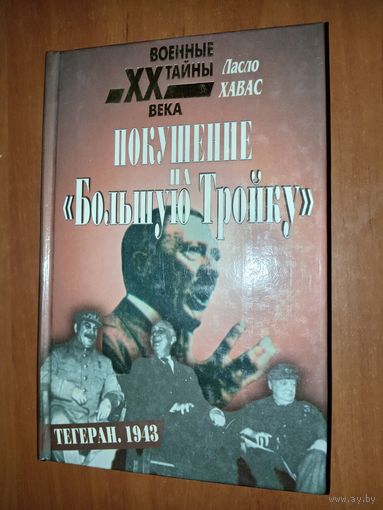 ВОЕННЫЕ
XX ТАЙНЫ
ВЕКА
Ласло
ХАВАС
ПОКУШЕНИЕ
НА
«БОЛЬШУЮ ТРОЙКУ»
ТЕГЕРАН. 1943
www.ay.by